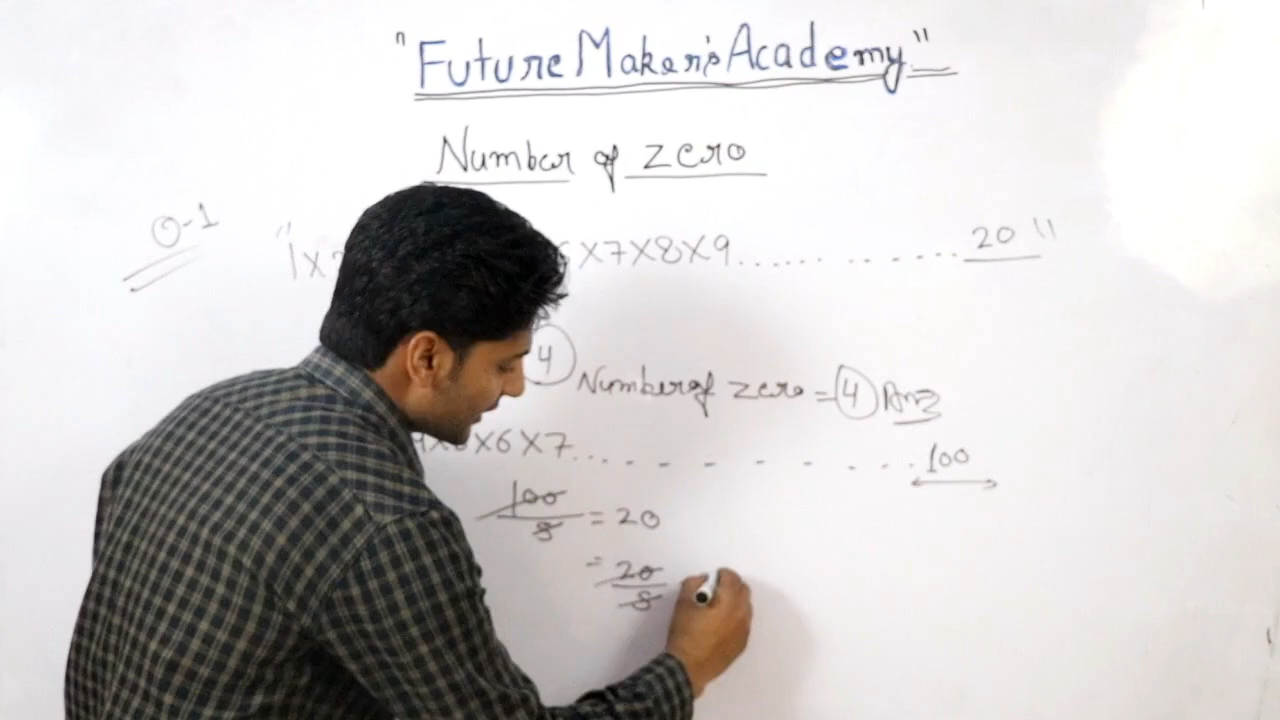 "Future Maker's Academy"
Number of zero
Q-1 "1X X7X8X9.................20"
4 Number of zero = 4 Ans
X6X7.................100
100/5 = 20
= 20/5